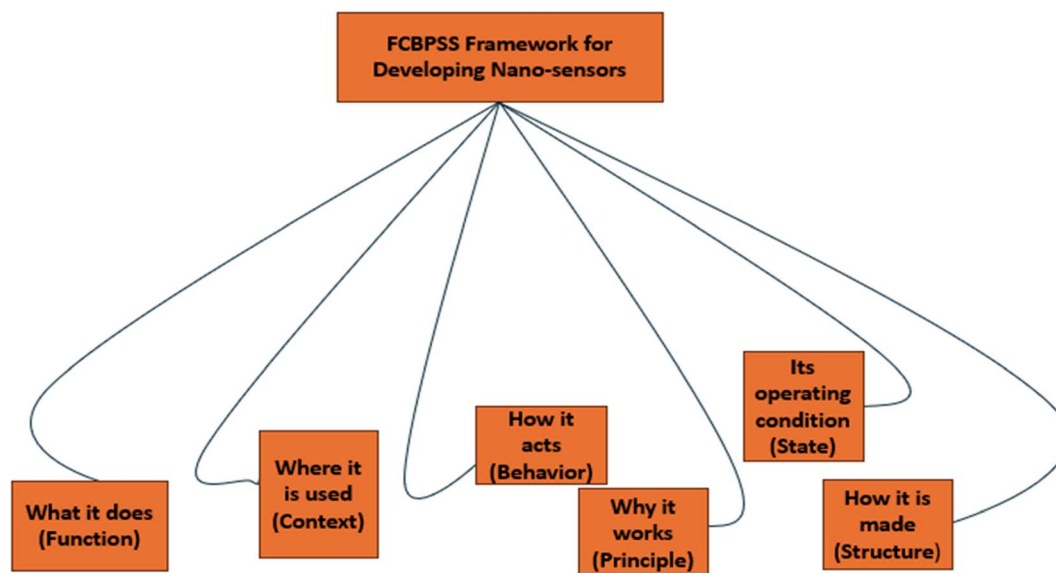 FCBPSS Framework for
Developing Nano-sensors
What it does
(Function)
Where it
is used
(Context)
How it
acts
(Behavior)
Why it
works
(Principle)
Its
operating
condition
(State)
How it is
made
(Structure)